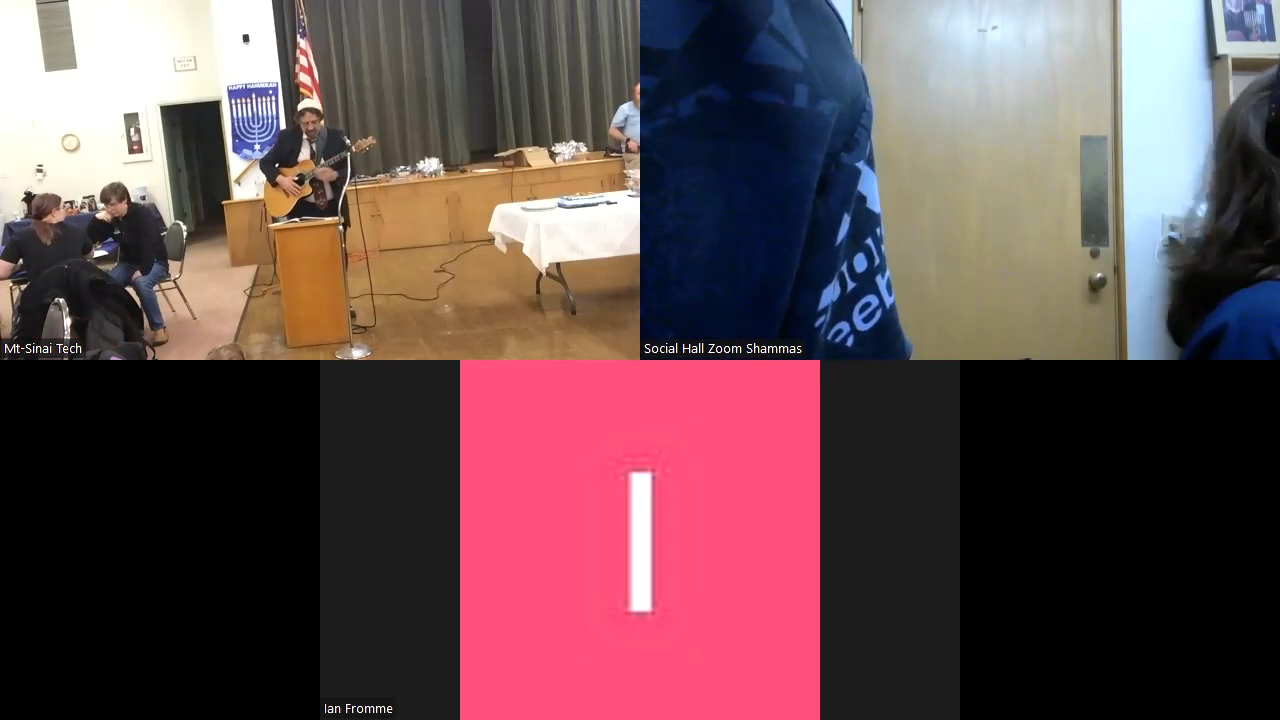 HAPPY HANUKKAH
Mt-Sinai Tech
Social Hall Zoom Shammas
I
Ian Fromme